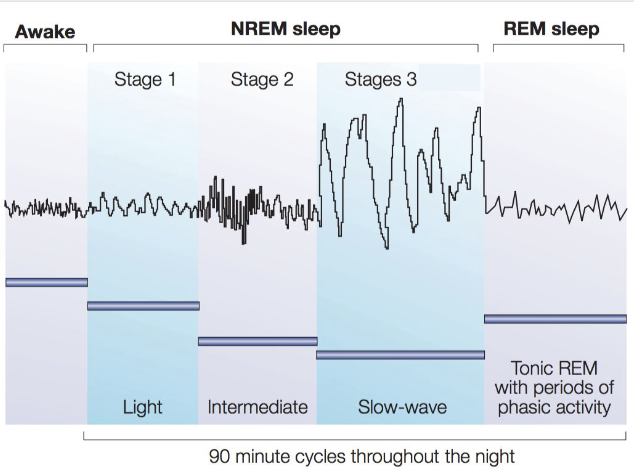 Awake
NREM sleep
REM sleep
Stage 1
Stage 2
Stages 3
Light
Intermediate
Slow-wave
Tonic REM
with periods of
phasic activity
90 minute cycles throughout the night